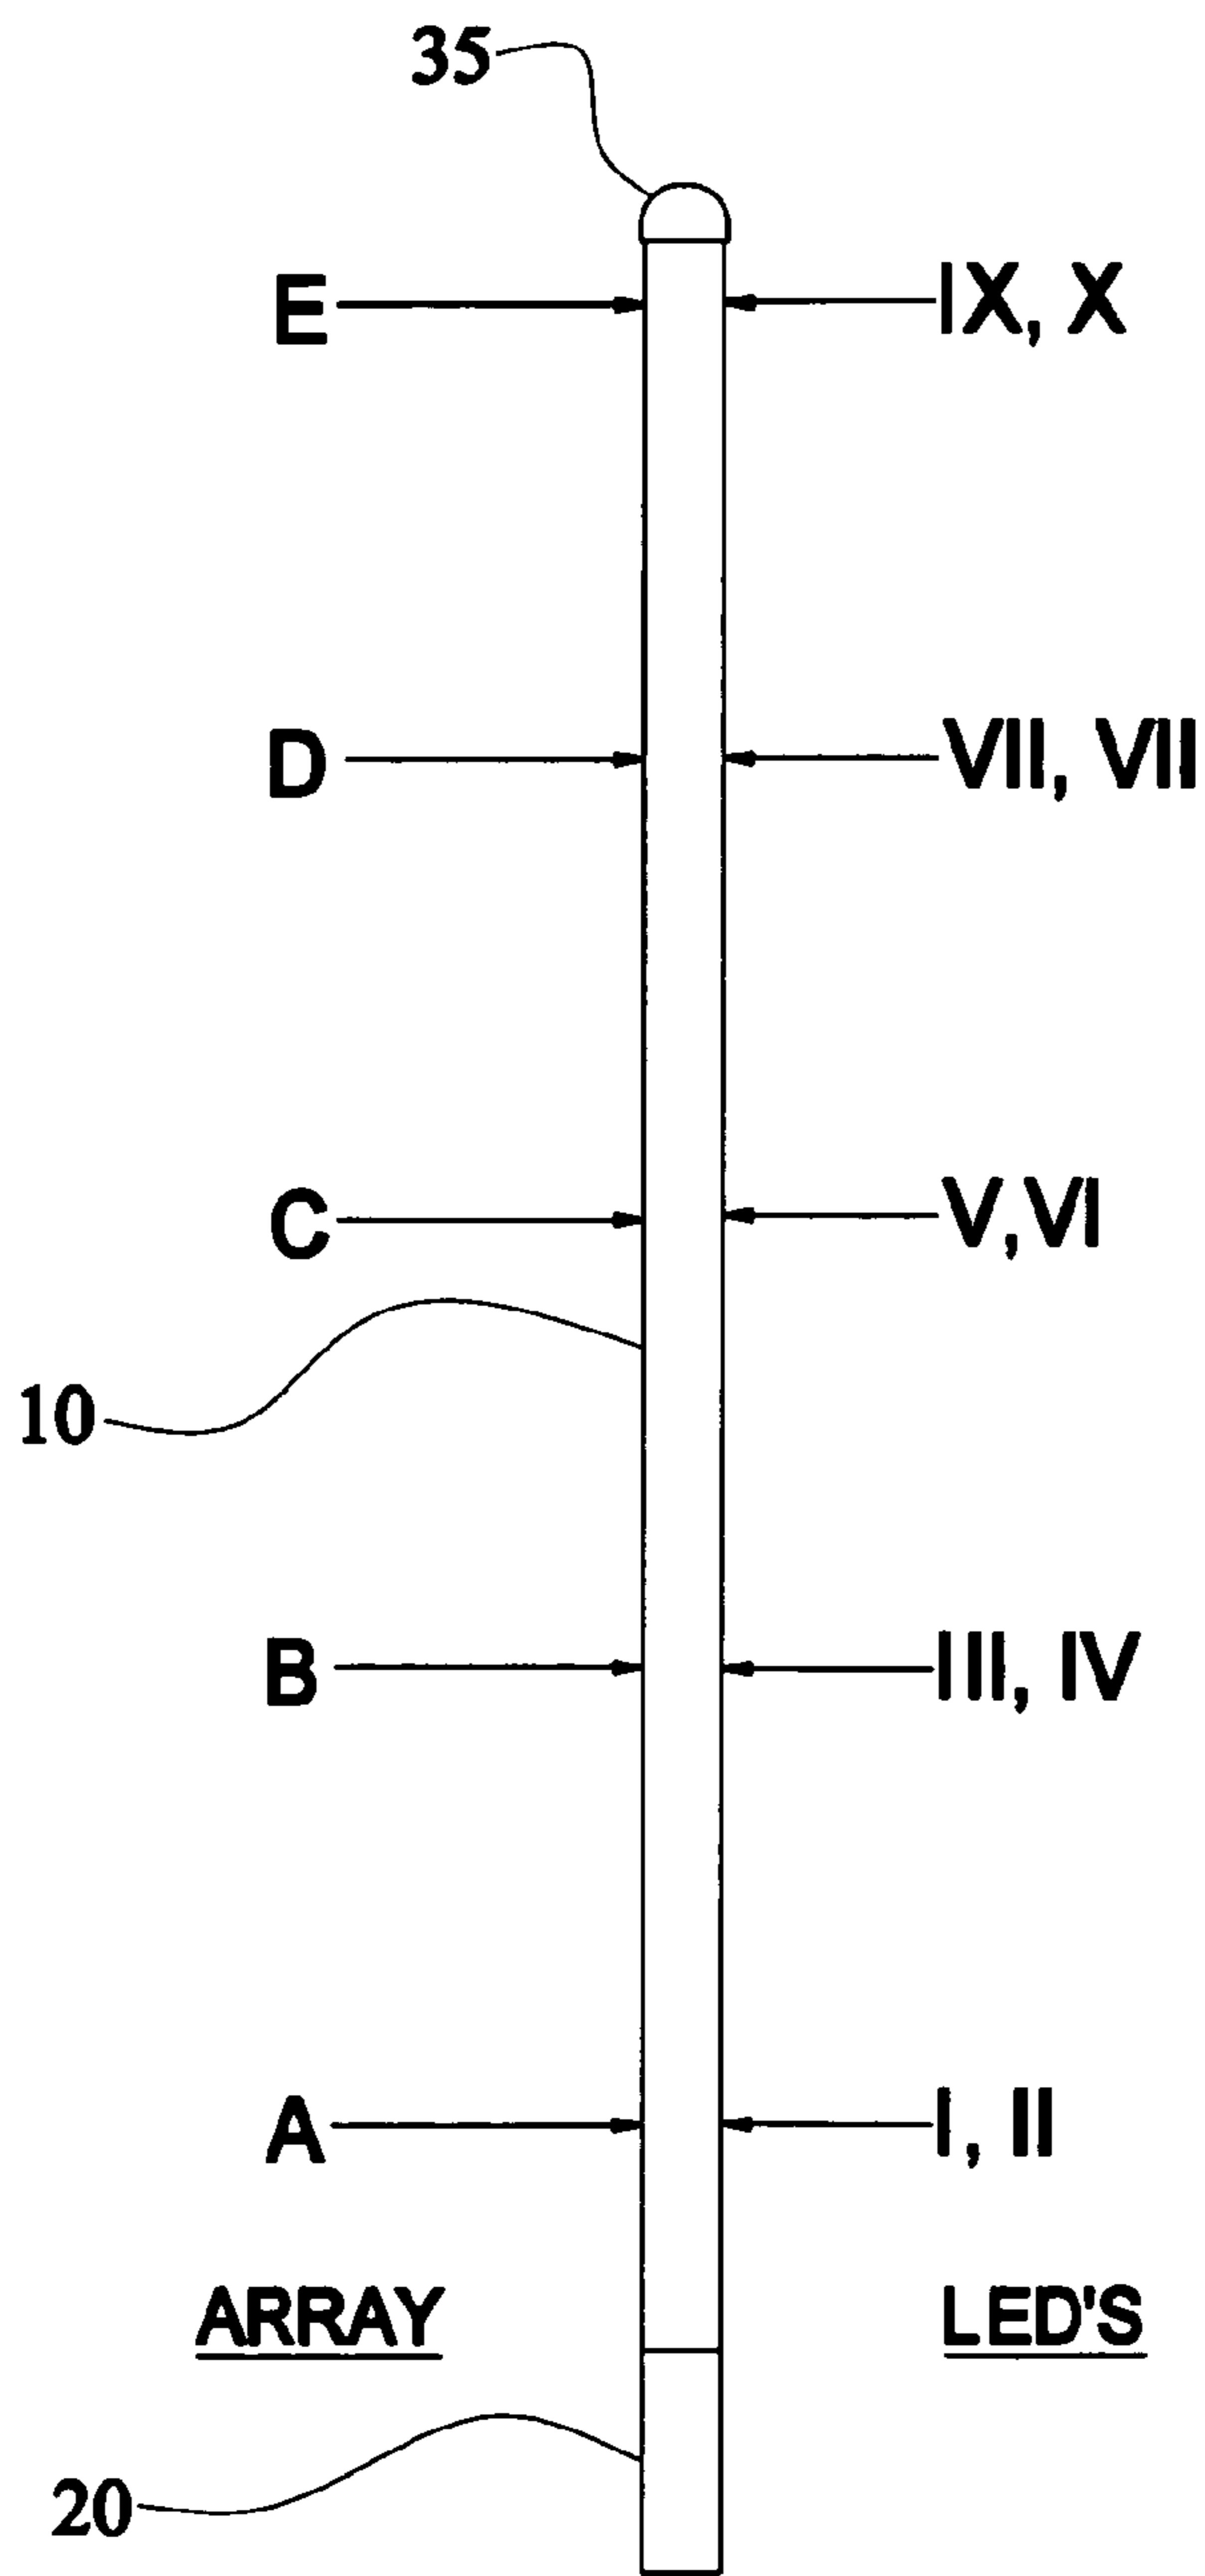 35
E IX, X
D VII, VII
C V, VI
10
B III, IV
A I, II
ARRAY LED'S
20